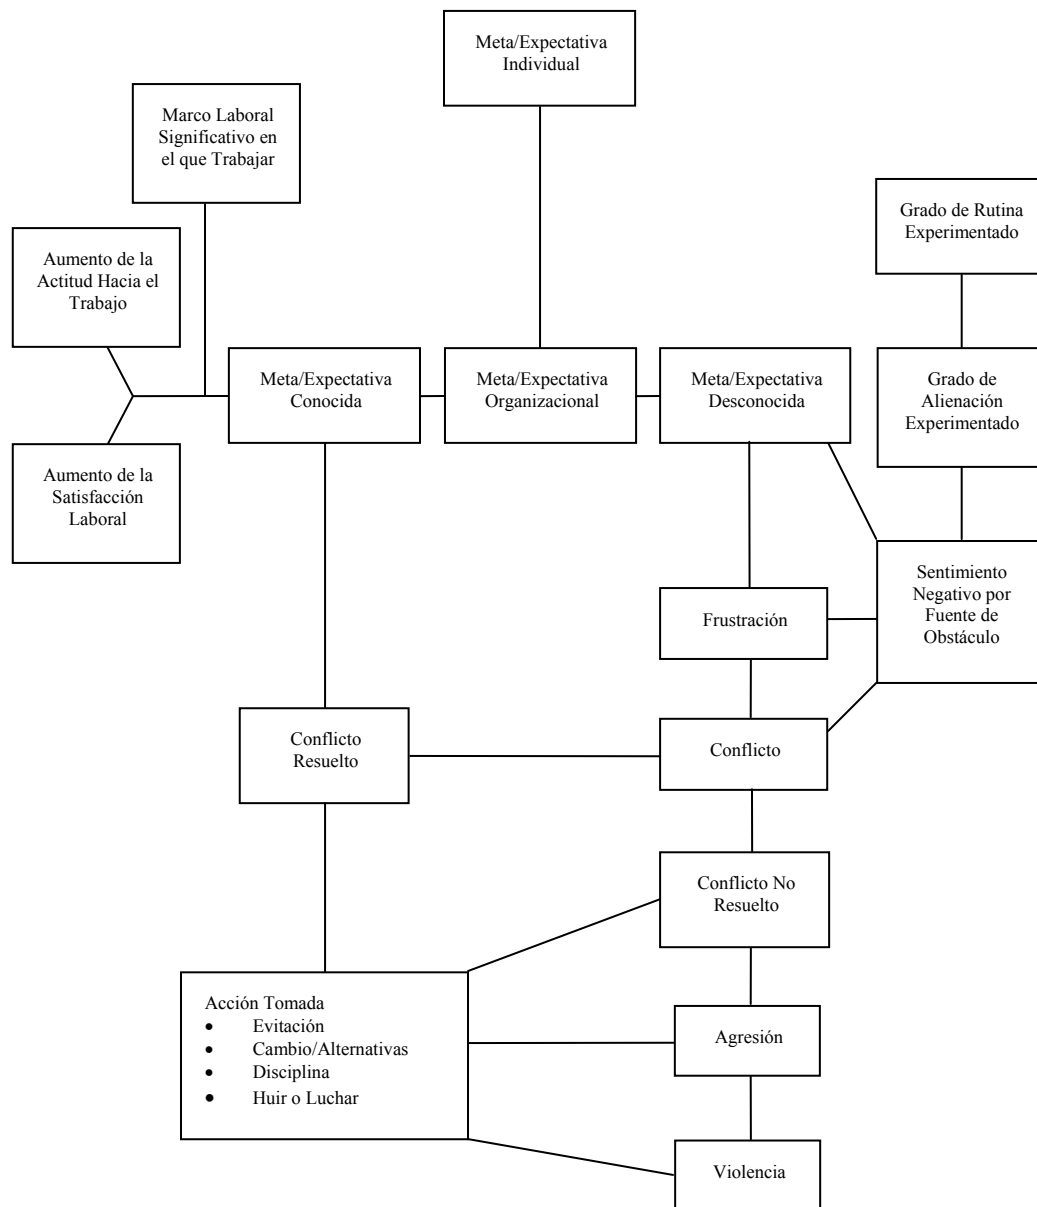 Meta/Expectativa
Individual
Marco Laboral
Significativo en
el que Trabajar
Grado de Rutina
Experimentado
Aumento de la
Actitud Hacia el
Trabajo
Meta/Expectativa
Conocida
Meta/Expectativa
Organizacional
Meta/Expectativa
Desconocida
Grado de
Alienación
Experimentado
Aumento de la
Satisfacción
Laboral
Sentimiento
Negativo por
Fuente de
Obstáculo
Frustración
Conflicto
Resuelto
Conflicto
Conflicto No
Resuelto
Acción Tomada
• Evitación
• Cambio/Alternativas
• Disciplina
• Huir o Luchar
Agresión
Violencia